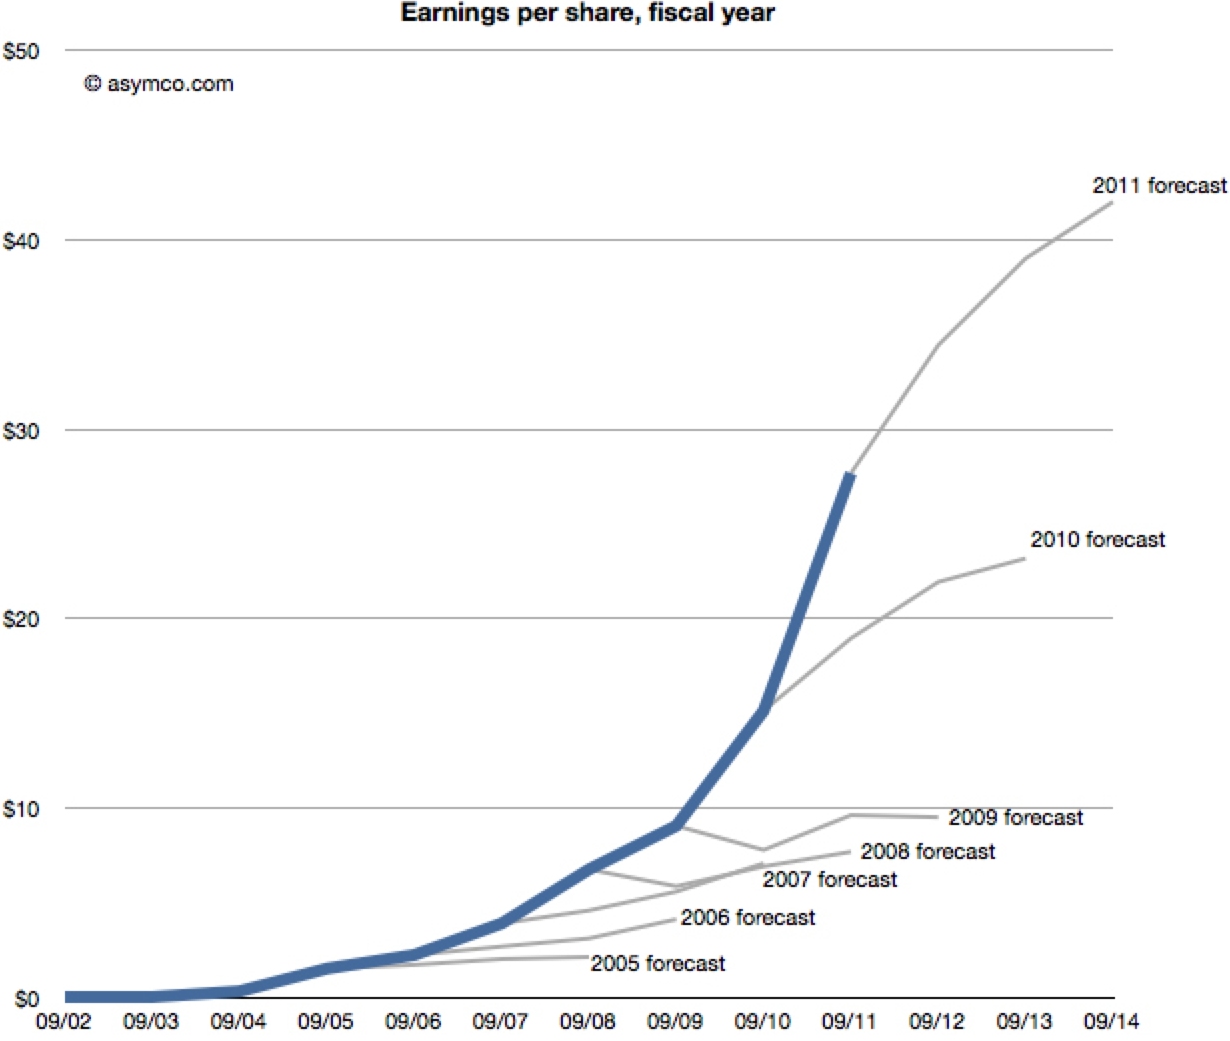 Earnings per share, fiscal year
$50
© asymco.com
2011 forecast
$40
$30
2010 forecast
$20
$10
2009 forecast
2008 forecast
2007 forecast
2006 forecast
2005 forecast
$0
09/02 09/03 09/04 09/05 09/06 09/07 09/08 09/09 09/10 09/11 09/12 09/13 09/14